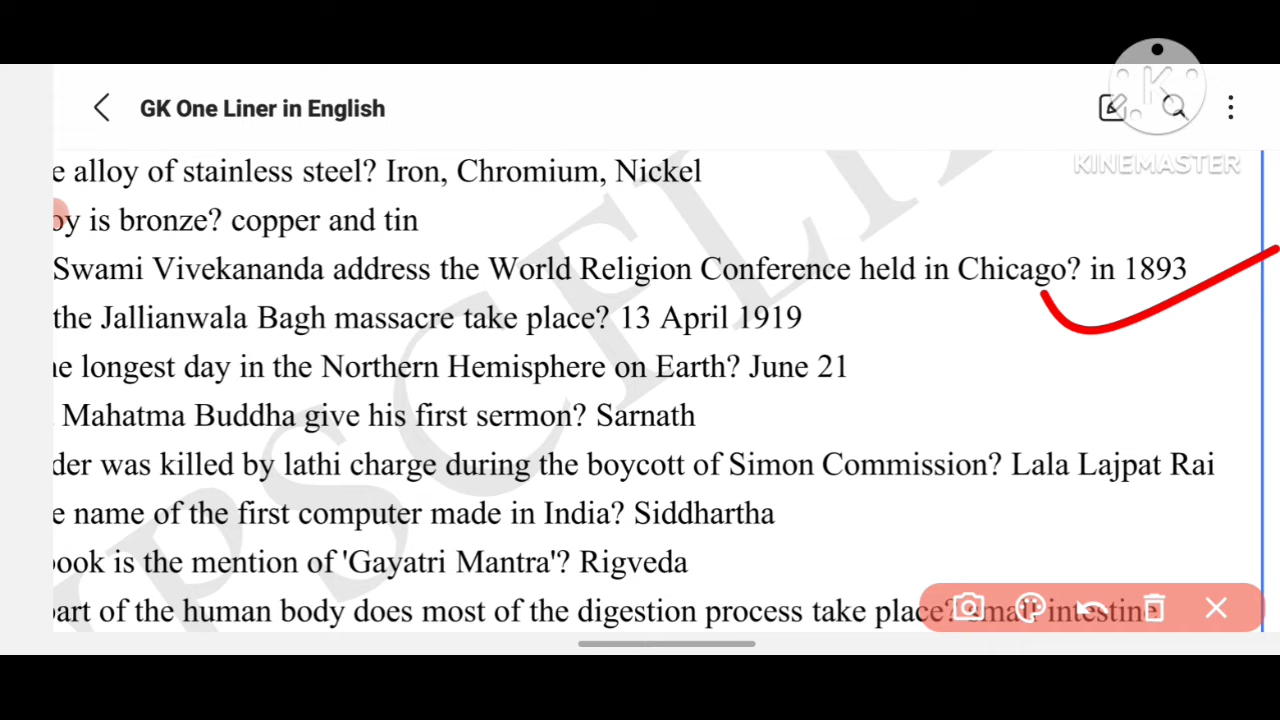 GK One Liner in English
KINEMASTER
e alloy of stainless steel? Iron, Chromium, Nickel
oy is bronze? copper and tin
Swami Vivekananda address the World Religion Conference held in Chicago? in 1893
the Jallianwala Bagh massacre take place? 13 April 1919
e longest day in the Northern Hemisphere on Earth? June 21
Mahatma Buddha give his first sermon? Sarnath
der was killed by lathi charge during the boycott of Simon Commission? Lala Lajpat Rai
e name of the first computer made in India? Siddhartha
ook is the mention of 'Gayatri Mantra'? Rigveda
part of the human body does most of the digestion process take place? small intestine